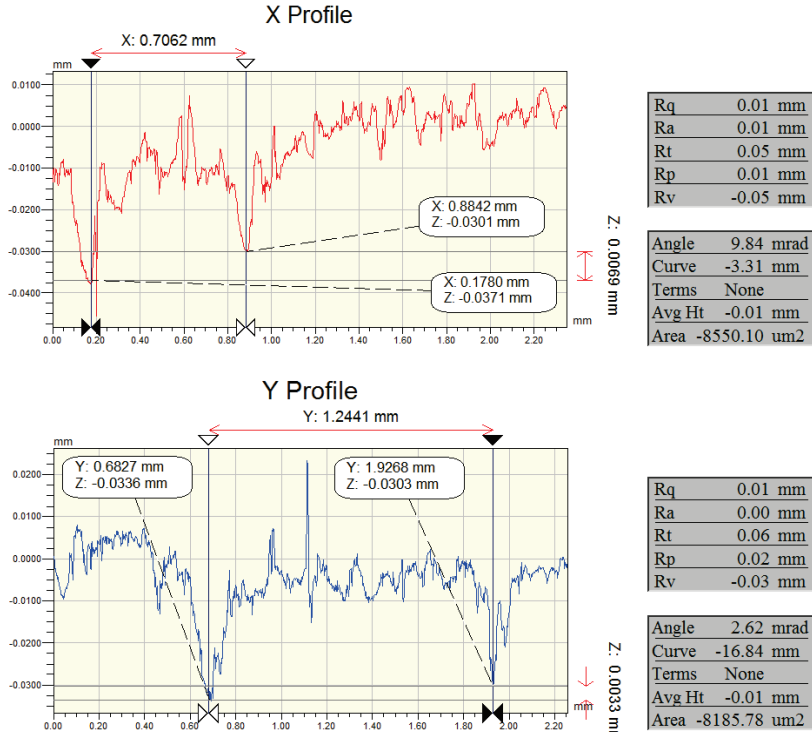 X Profile
mm
X: 0.7062 mm
0.0100
0.0000
-0.0100
-0.0200
-0.0300
-0.0400
X: 0.8842 mm
Z: -0.0301 mm
X: 0.1780 mm
Z: -0.0371 mm
Z: 0.0069 mm
mm
0.00 0.20 0.40 0.60 0.80 1.00 1.20 1.40 1.60 1.80 2.00 2.20
Rq 0.01 mm
Ra 0.01 mm
Rt 0.05 mm
Rp 0.01 mm
Rv -0.05 mm
Angle 9.84 mrad
Curve -3.31 mm
Terms None
Avg Ht -0.01 mm
Area -8550.10 um2
Y Profile
mm
Y: 1.2441 mm
0.0200
0.0100
0.0000
-0.0100
-0.0200
-0.0300
Y: 0.6827 mm
Z: -0.0336 mm
Y: 1.9268 mm
Z: -0.0303 mm
Z: 0.0033
mm
0.00 0.20 0.40 0.60 0.80 1.00 1.20 1.40 1.60 1.80 2.00 2.20
Rq 0.01 mm
Ra 0.00 mm
Rt 0.06 mm
Rp 0.02 mm
Rv -0.03 mm
Angle 2.62 mrad
Curve -16.84 mm
Terms None
Avg Ht -0.01 mm
Area -8185.78 um2